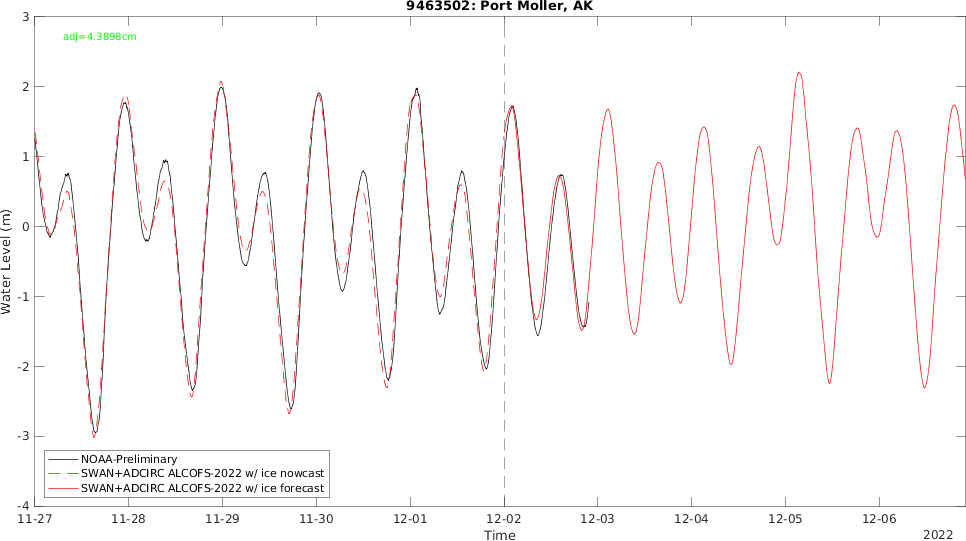 9463502: Port Moller, AK
3
adj=4.3898cm
2
1
0
-1
-2
-3
-4
Water Level (m)
NOAA-Preliminary
SWAN+ADCIRC ALCOFS-2022 w/ ice nowcast
SWAN+ADCIRC ALCOFS-2022 w/ ice forecast
11-27 11-28 11-29 11-30 12-01 12-02 12-03 12-04 12-05 12-06
Time
2022